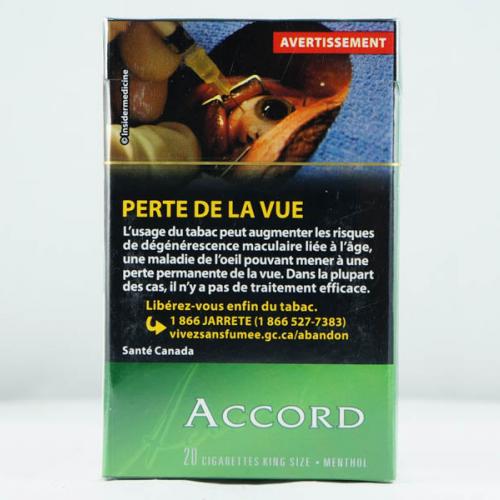 AVERTISSEMENT
© Insidermedicine
PERTE DE LA VUE
L'usage du tabac peut augmenter les risques
de dégénérescence maculaire liée à l'âge,
une maladie de l'oeil pouvant mener à une
perte permanente de la vue. Dans la plupart
des cas, il n'y a pas de traitement efficace.
Libérez-vous enfin du tabac.
1 866 JARRETE (1 866 527-7383)
vivezsansfumee.gc.ca/abandon
Santé Canada
ACCORD
20 CIGARETTES KING SIZE • MENTHOL